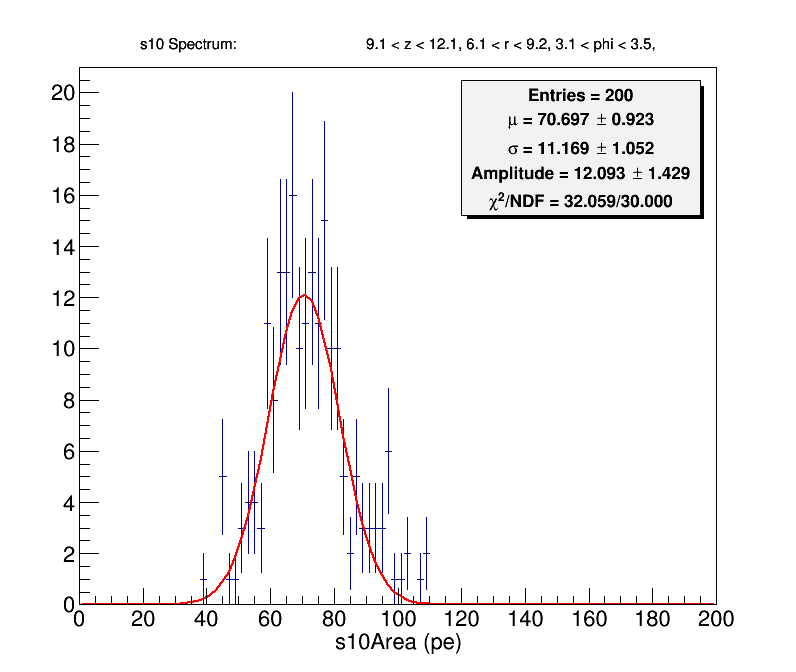 s10 Spectrum: 9.1 < z < 12.1, 6.1 < r < 9.2, 3.1 < phi < 3.5,
Entries = 200
μ = 70.697 ± 0.923
σ = 11.169 ± 1.052
Amplitude = 12.093 ± 1.429
χ²/NDF = 32.059/30.000
20
18
16
14
12
10
8
6
4
2
0
0 20 40 60 80 100 120 140 160 180 200
s10Area (pe)